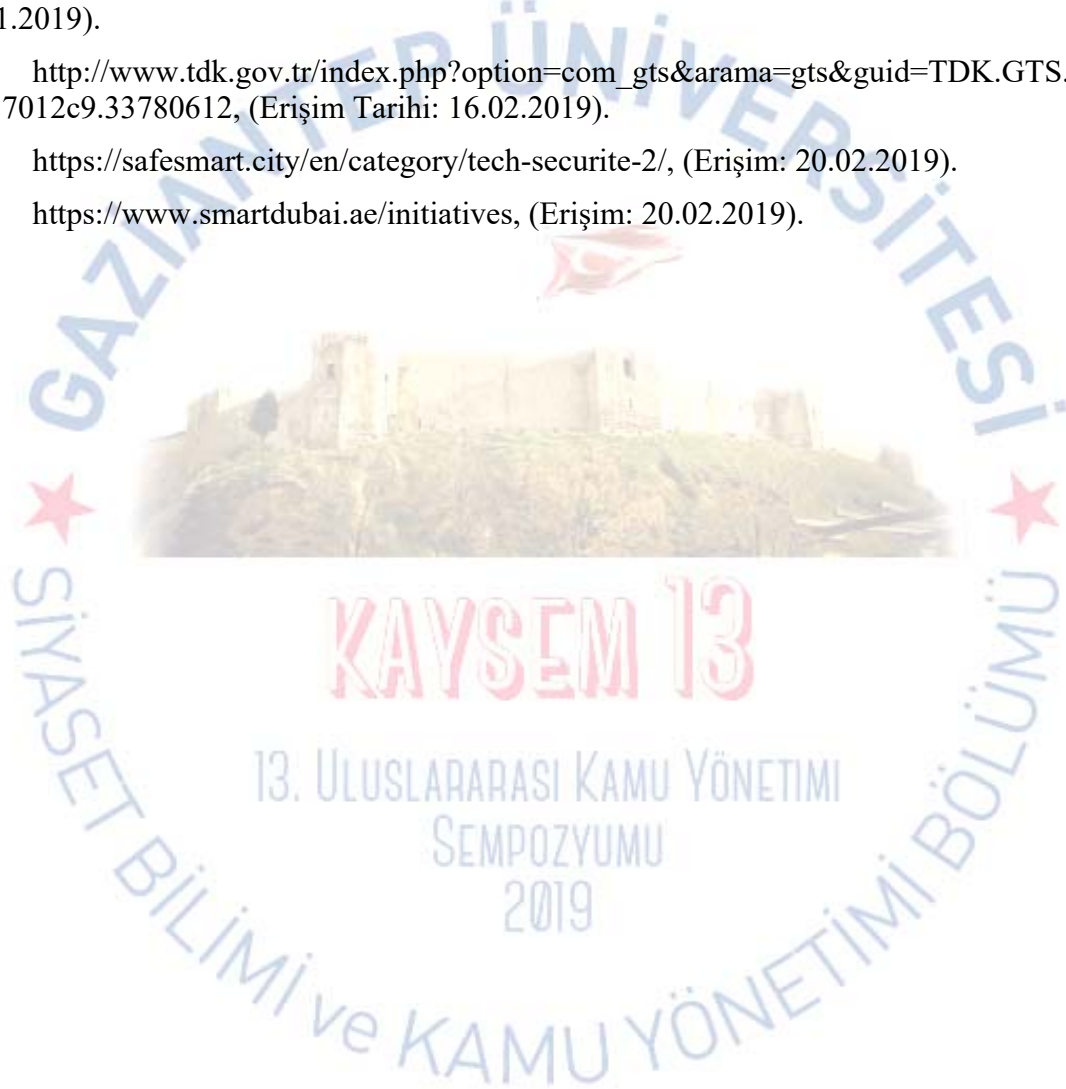 1.2019).
http://www.tdk.gov.tr/index.php?option=com_gts&arama=gts&guid=TDK.GTS.
7012c9.33780612, (Erişim Tarihi: 16.02.2019).
https://safesmart.city/en/category/tech-securite-2/, (Erişim: 20.02.2019).
https://www.smartdubai.ae/initiatives, (Erişim: 20.02.2019).
GAZİANTEP ÜNİVERSİTESİ
SİYASET BİLİMİ ve KAMU YÖNETİMİ BÖLÜMÜ
KAYSEM 13
13. ULUSLARARASI KAMU YÖNETIMI
SEMPOZYUMU
2019